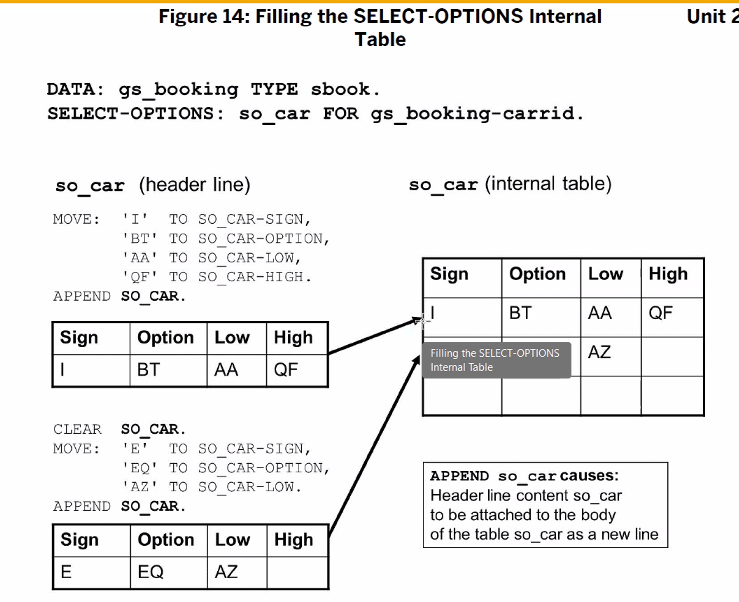 Figure 14: Filling the SELECT-OPTIONS Internal
Table
Unit 2
DATA: gs_booking TYPE sbook.
SELECT-OPTIONS: so_car FOR gs_booking-carrid.
so_car (header line)
MOVE: 'I' TO SO_CAR-SIGN,
'BT' TO SO_CAR-OPTION,
'AA' TO SO_CAR-LOW,
'QF' TO SO_CAR-HIGH.
APPEND SO_CAR.
Sign Option Low High
I BT AA QF
CLEAR SO_CAR.
MOVE: 'E' TO SO_CAR-SIGN,
'EQ' TO SO_CAR-OPTION,
'AZ' TO SO_CAR-LOW.
APPEND SO_CAR.
Sign Option Low High
E EQ AZ
so_car (internal table)
Sign Option Low High
I BT AA QF
AZ
Filling the SELECT-OPTIONS
Internal Table
APPEND so_car causes:
Header line content so_car
to be attached to the body
of the table so_car as a new line